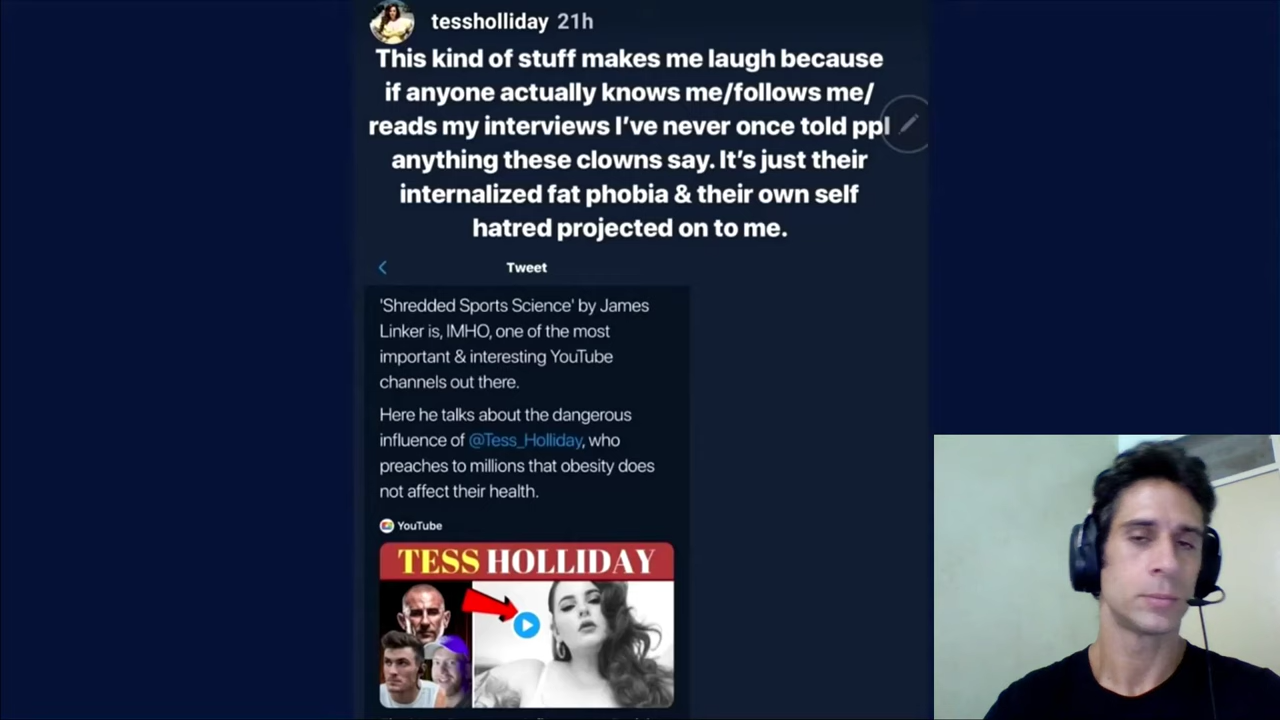 tessholliday 21h
This kind of stuff makes me laugh because
if anyone actually knows me/follows me/
reads my interviews I've never once told ppl
anything these clowns say. It's just their
internalized fat phobia & their own self
hatred projected on to me.
Tweet
'Shredded Sports Science' by James
Linker is, IMHO, one of the most
important & interesting YouTube
channels out there.
Here he talks about the dangerous
influence of @Tess_Holliday, who
preaches to millions that obesity does
not affect their health.
YouTube
TESS HOLLIDAY